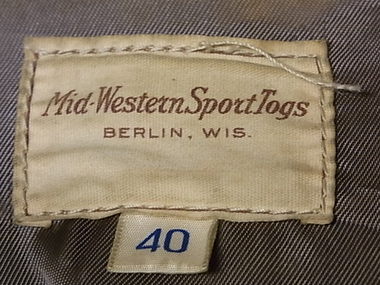 Mid-Western Sport Togs
BERLIN, WIS.
40